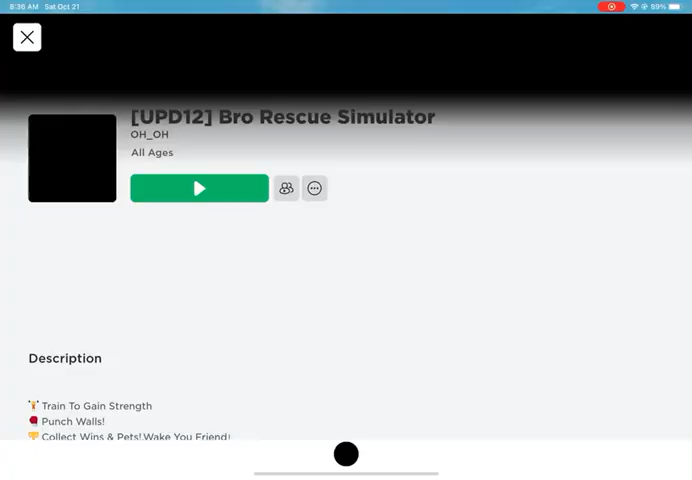 8:36 AM Sat Oct 21
69%
[UPD12] Bro Rescue Simulator
OH_OH
All Ages
Description
Train To Gain Strength
Punch Walls!
Collect Wins & Pets!Wake You Friend!